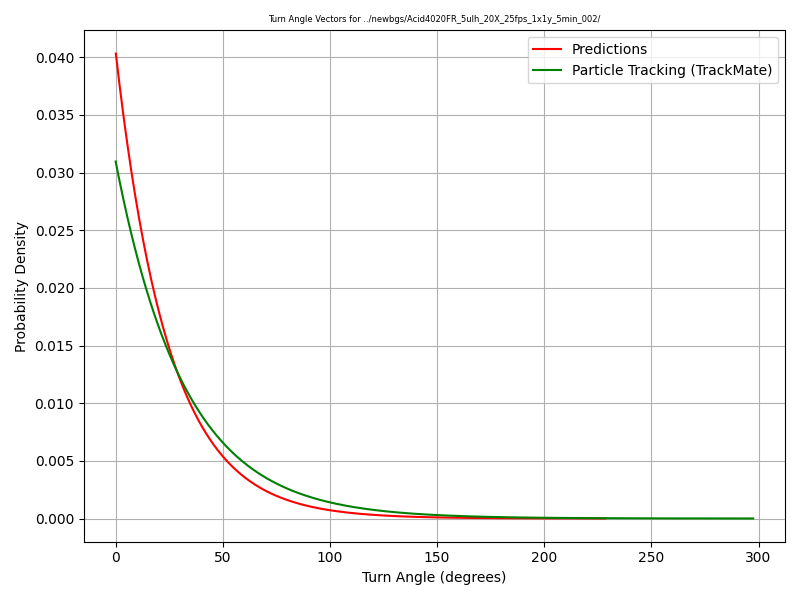 Turn Angle Vectors for ../newbgs/Acid4020FR_5ulh_20X_25fps_1x1y_5min_002/
Predictions
Particle Tracking (TrackMate)
0.040
0.035
0.030
0.025
0.020
0.015
0.010
0.005
0.000
Probability Density
0 50 100 150 200 250 300
Turn Angle (degrees)